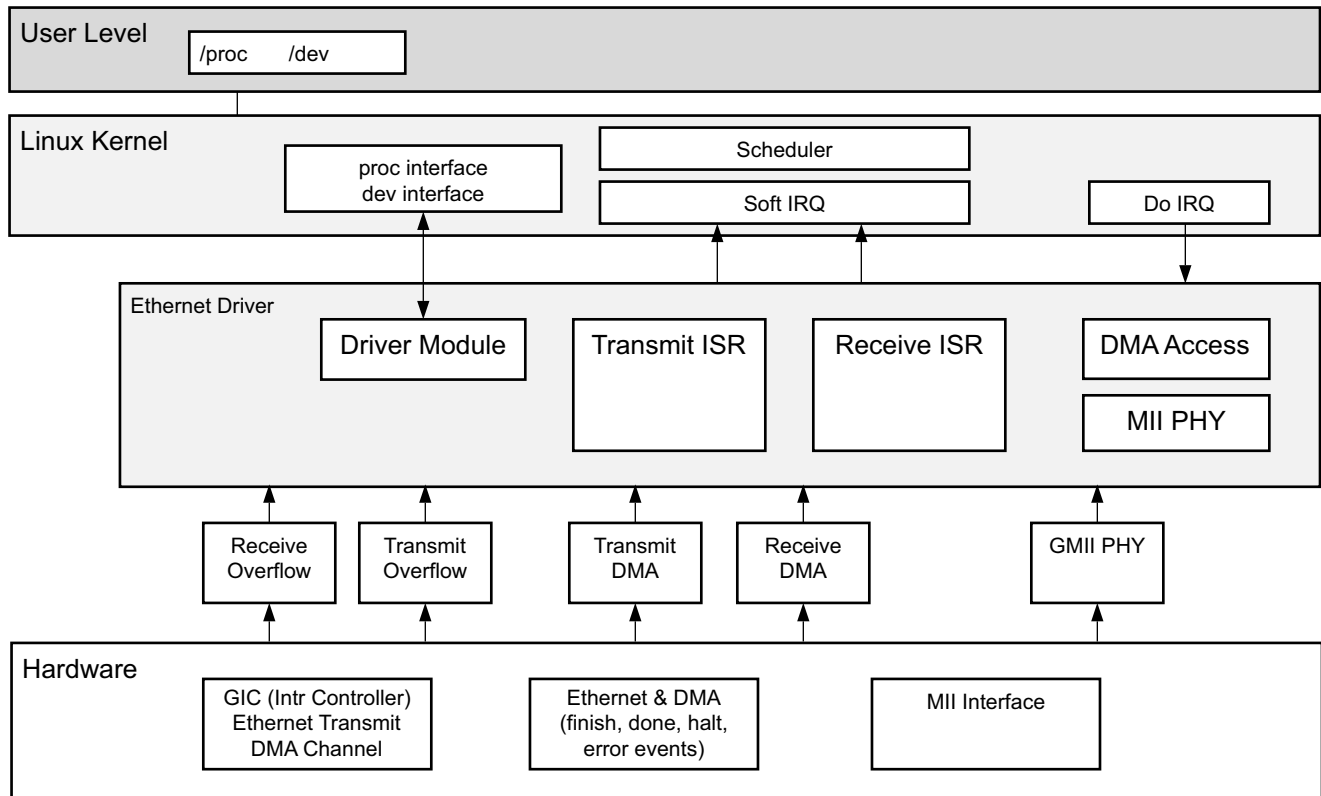 User Level
/proc /dev
Linux Kernel
proc interface
dev interface
Scheduler
Soft IRQ
Do IRQ
Ethernet Driver
Driver Module
Transmit ISR
Receive ISR
DMA Access
MII PHY
Receive
Overflow
Transmit
Overflow
Transmit
DMA
Receive
DMA
GMII PHY
Hardware
GIC (Intr Controller)
Ethernet Transmit
DMA Channel
Ethernet & DMA
(finish, done, halt,
error events)
MII Interface